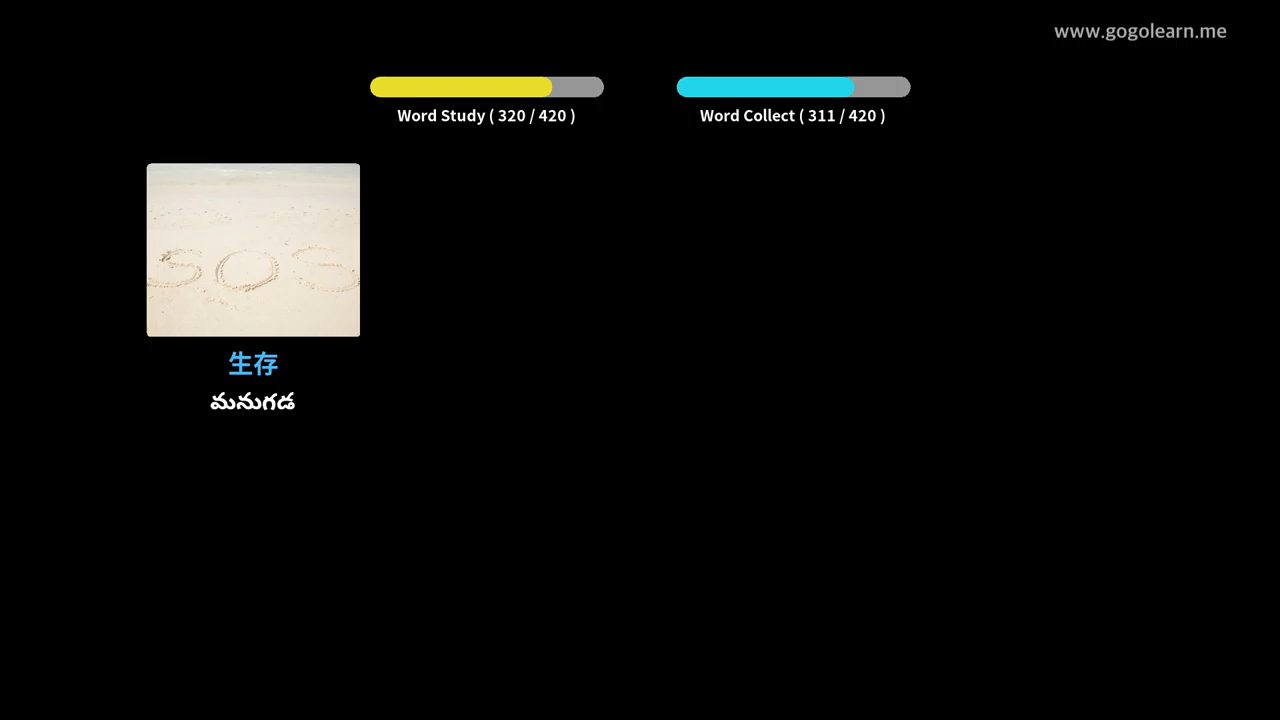 www.gogolearn.me
Word Study ( 320 / 420 )
Word Collect ( 311 / 420 )
SOS
生存
మనుగడ